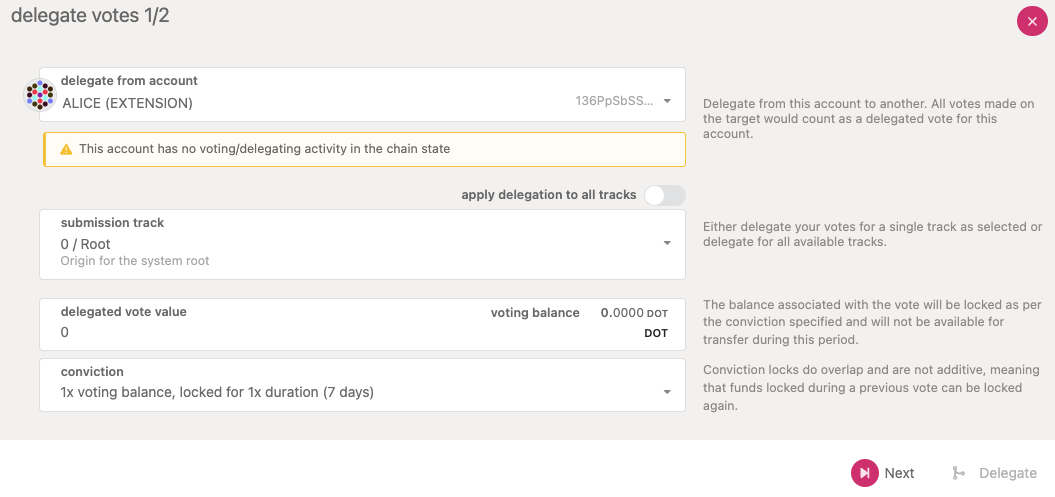 delegate votes 1/2
delegate from account
ALICE (EXTENSION)
136PpSbSS...
Delegate from this account to another. All votes made on
the target would count as a delegated vote for this
account.
This account has no voting/delegating activity in the chain state
apply delegation to all tracks
submission track
0 / Root
Origin for the system root
Either delegate your votes for a single track as selected or
delegate for all available tracks.
delegated vote value
voting balance 0.0000 DOT
0
DOT
The balance associated with the vote will be locked as per
the conviction specified and will not be available for
transfer during this period.
conviction
1x voting balance, locked for 1x duration (7 days)
Conviction locks do overlap and are not additive, meaning
that funds locked during a previous vote can be locked
again.
Next
Delegate